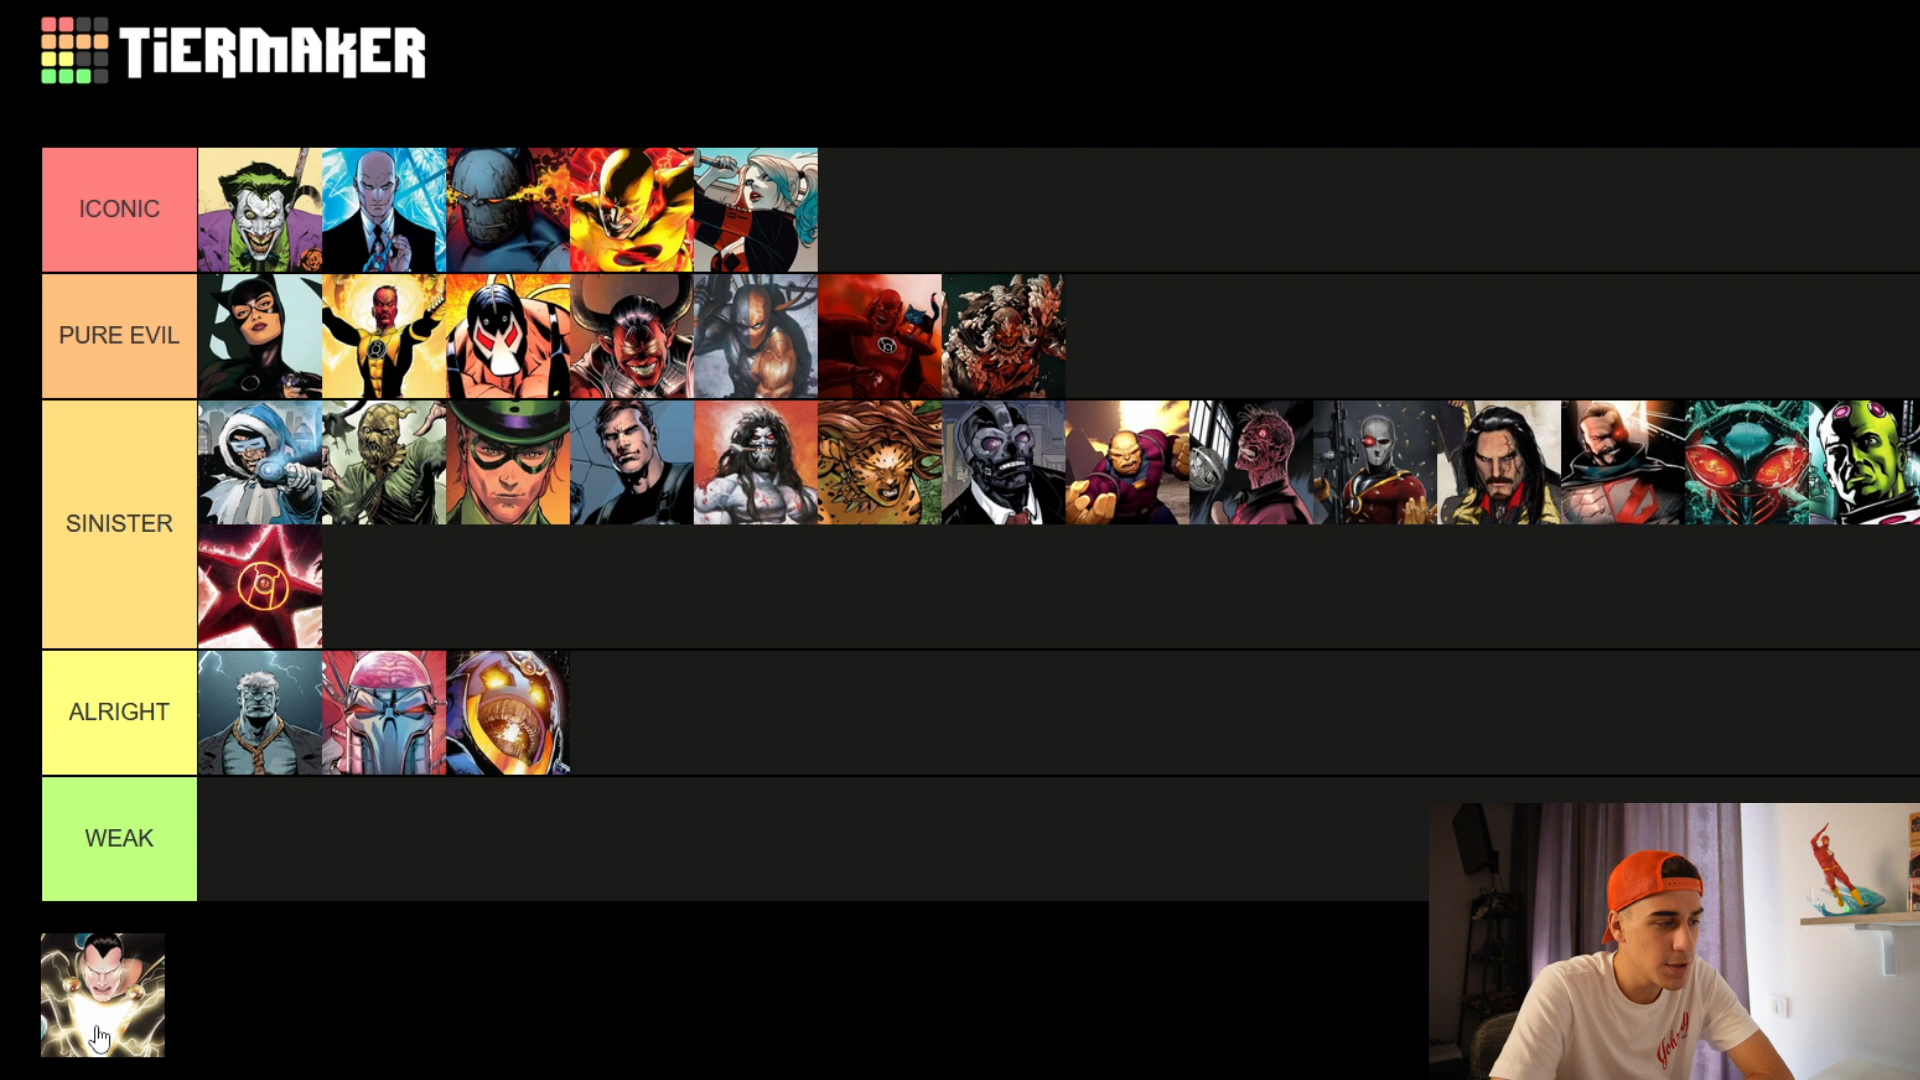 TiERMAKER
ICONIC
PURE EVIL
SINISTER
ALRIGHT
WEAK